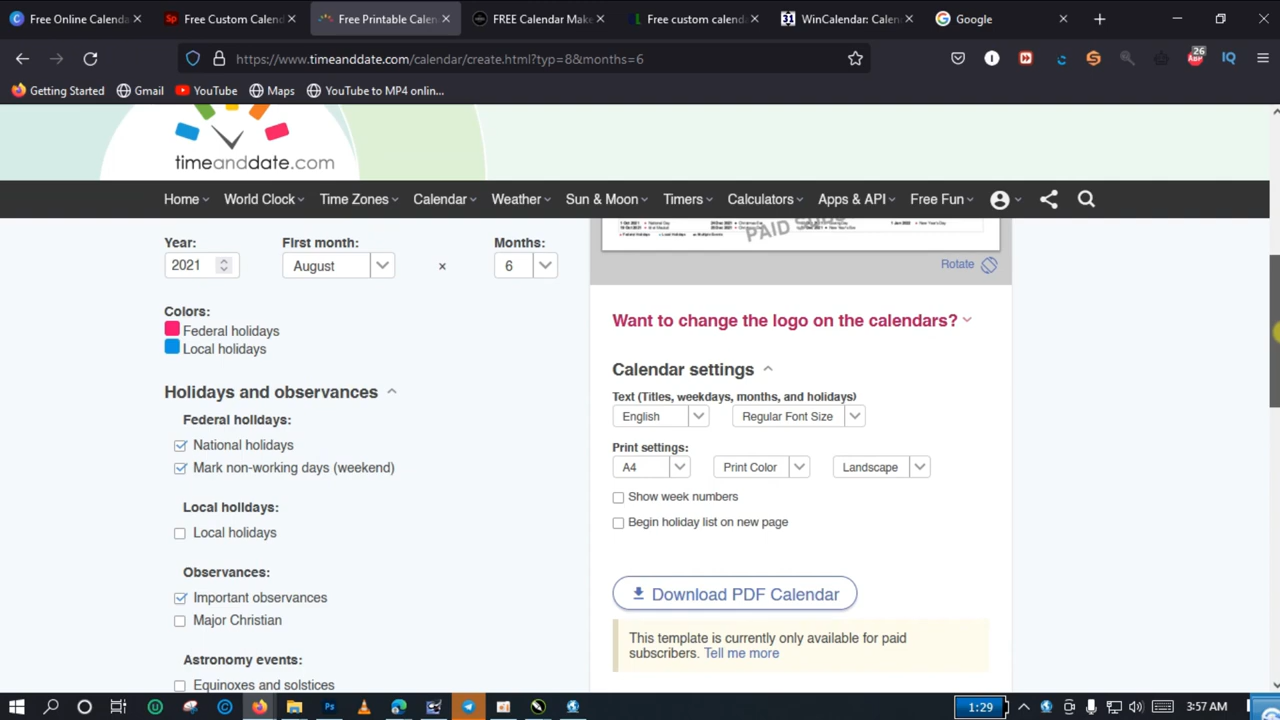 Free Online Calenda
Free Custom Calend
Free Printable Calen
FREE Calendar Make
Free custom calenda
31
WinCalendar: Calen
Google
https://www.timeanddate.com/calendar/create.html?typ=8&months=6
26
IQ
Getting Started
Gmail
YouTube
Maps
YouTube to MP4 onlin...
timeanddate.com
Home
World Clock
Time Zones
Calendar
Weather
Sun & Moon
Timers
Calculators
Apps & API
Free Fun
Year:
First month:
Months:
2021
August
x
6
Colors:
Federal holidays
Local holidays
Holidays and observances
Federal holidays:
National holidays
Mark non-working days (weekend)
Local holidays:
Local holidays
Observances:
Important observances
Major Christian
Astronomy events:
Equinoxes and solstices
PAID
Rotate
Want to change the logo on the calendars?
Calendar settings
Text (Titles, weekdays, months, and holidays)
English
Regular Font Size
Print settings:
A4
Print Color
Landscape
Show week numbers
Begin holiday list on new page
Download PDF Calendar
This template is currently only available for paid
subscribers. Tell me more
1:29
3:57 AM